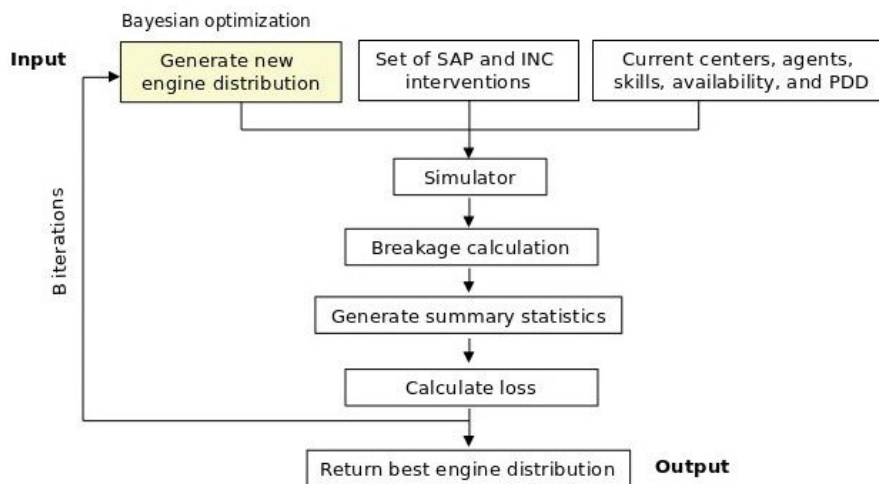 Bayesian optimization
Input
Generate new
engine distribution
Set of SAP and INC
interventions
Current centers, agents,
skills, availability, and PDD
Simulator
B iterations
Breakage calculation
Generate summary statistics
Calculate loss
Return best engine distribution
Output